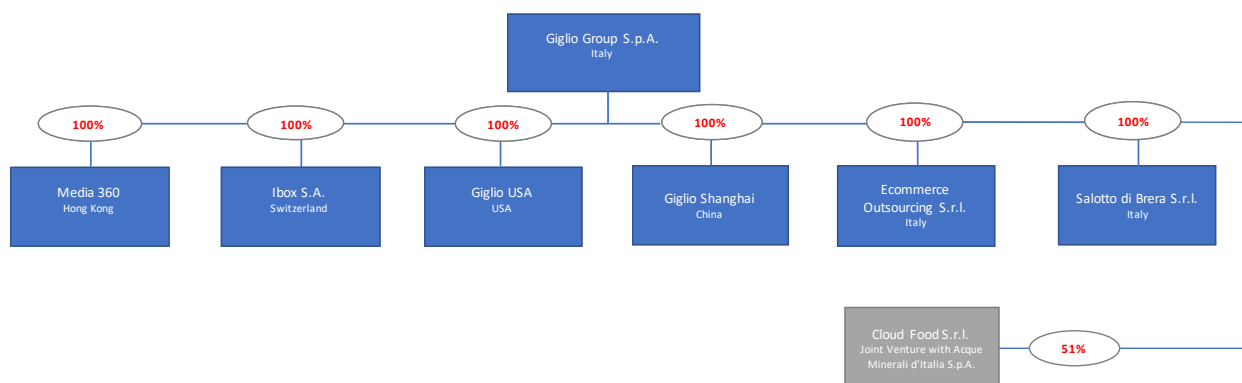 Giglio Group S.p.A.
Italy
100%
100%
100%
100%
100%
100%
Media 360
Hong Kong
Ibox S.A.
Switzerland
Giglio USA
USA
Giglio Shanghai
China
Ecommerce
Outsourcing S.r.l.
Italy
Salotto di Brera S.r.l.
Italy
Cloud Food S.r.l.
Joint Venture with Acque
Minerali d'Italia S.p.A.
51%